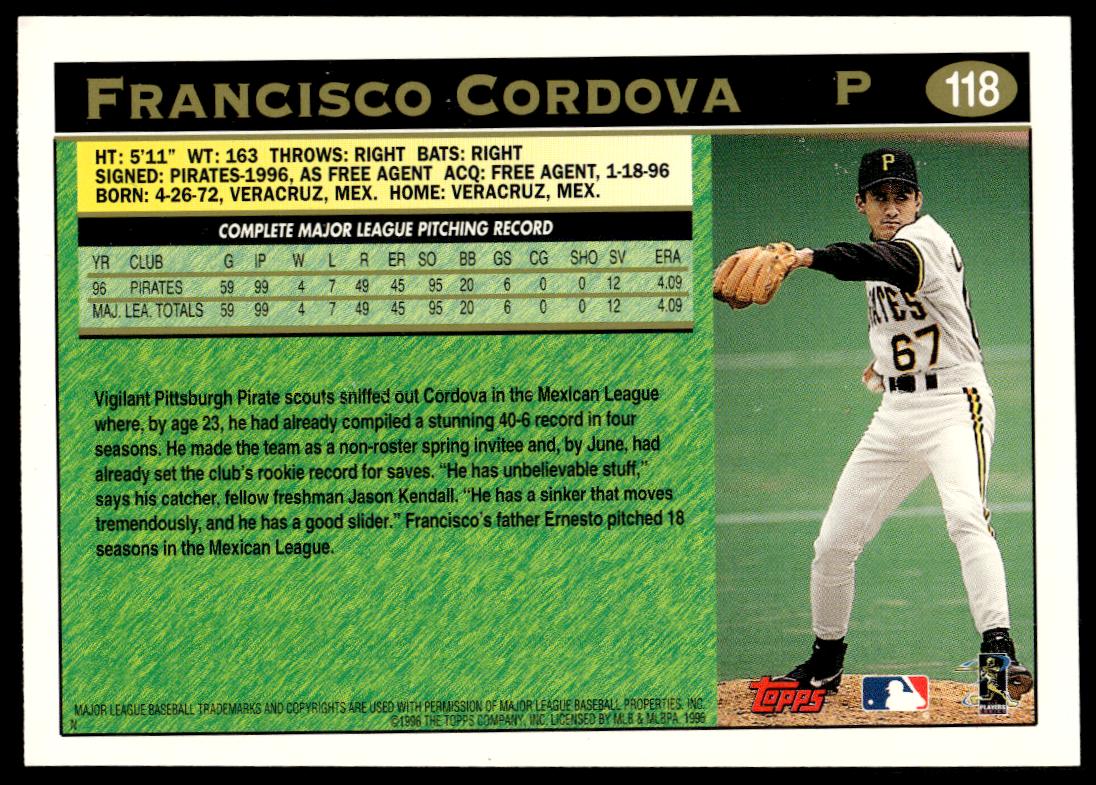 FRANCISCO CORDOVA P 118
HT: 5'11" WT: 163 THROWS: RIGHT BATS: RIGHT
SIGNED: PIRATES-1996, AS FREE AGENT ACQ: FREE AGENT, 1-18-96
BORN: 4-26-72, VERACRUZ, MEX. HOME: VERACRUZ, MEX.
COMPLETE MAJOR LEAGUE PITCHING RECORD
YR CLUB G IP W L R ER SO BB GS CG SHO SV ERA
96 PIRATES 59 99 4 7 49 45 95 20 6 0 0 12 4.09
MAJ. LEA. TOTALS 59 99 4 7 49 45 95 20 6 0 0 12 4.09
Vigilant Pittsburgh Pirate scouts sniffed out Cordova in the Mexican League
where, by age 23, he had already compiled a stunning 40-6 record in four
seasons. He made the team as a non-roster spring invitee and, by June, had
already set the club's rookie record for saves. "He has unbelievable stuff,"
says his catcher, fellow freshman Jason Kendall. "He has a sinker that moves
tremendously, and he has a good slider." Francisco's father Ernesto pitched 18
seasons in the Mexican League.
MAJOR LEAGUE BASEBALL TRADEMARKS AND COPYRIGHTS ARE USED WITH PERMISSION OF MAJOR LEAGUE BASEBALL PROPERTIES, INC.
N ©1996 THE TOPPS COMPANY, INC. LICENSED BY MLB & MLBPA, 1996
P
67
TOPPS
PLAYERS